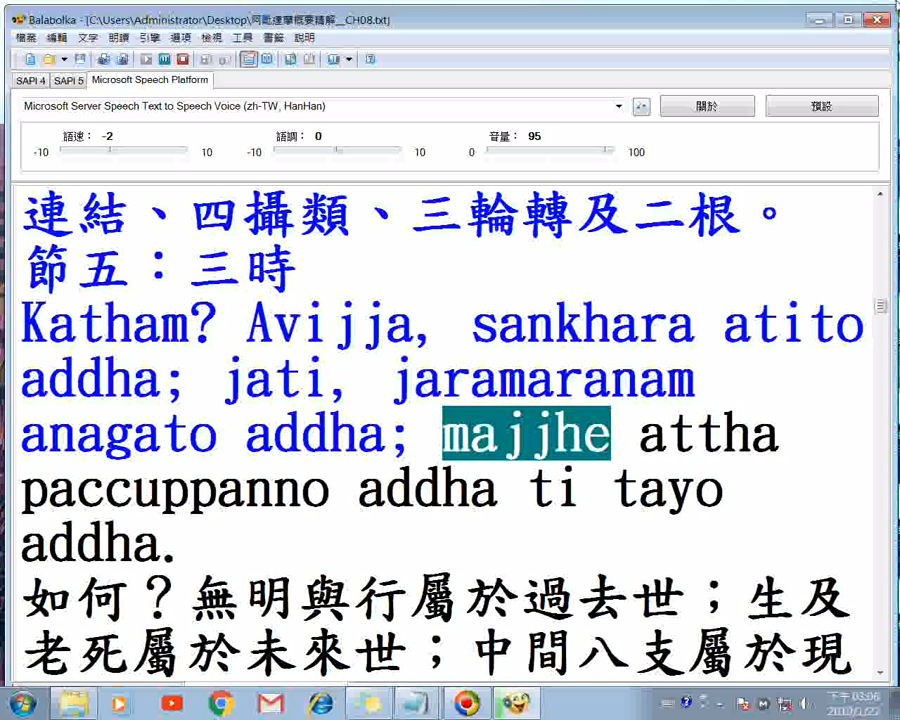 Balabolka - [C:\Users\Administrator\Desktop\阿毗達摩概要精解__CH08.txt]
檔案 編輯 文字 朗讀 引擎 選項 檢視 工具 書籤 說明
SAPI 4 SAPI 5 Microsoft Speech Platform
Microsoft Server Speech Text to Speech Voice (zh-TW, HanHan) 關於 預設
語速： -2 語調： 0 音量： 95
-10 10 -10 10 0 100
連結、四攝類、三輪轉及二根。
節五：三時
Katham? Avijja, sankhara atito
addha; jati, jaramaranam
anagato addha; majjhe attha
paccuppanno addha ti tayo
addha.
如何？無明與行屬於過去世；生及
老死屬於未來世；中間八支屬於現
下午 03:06